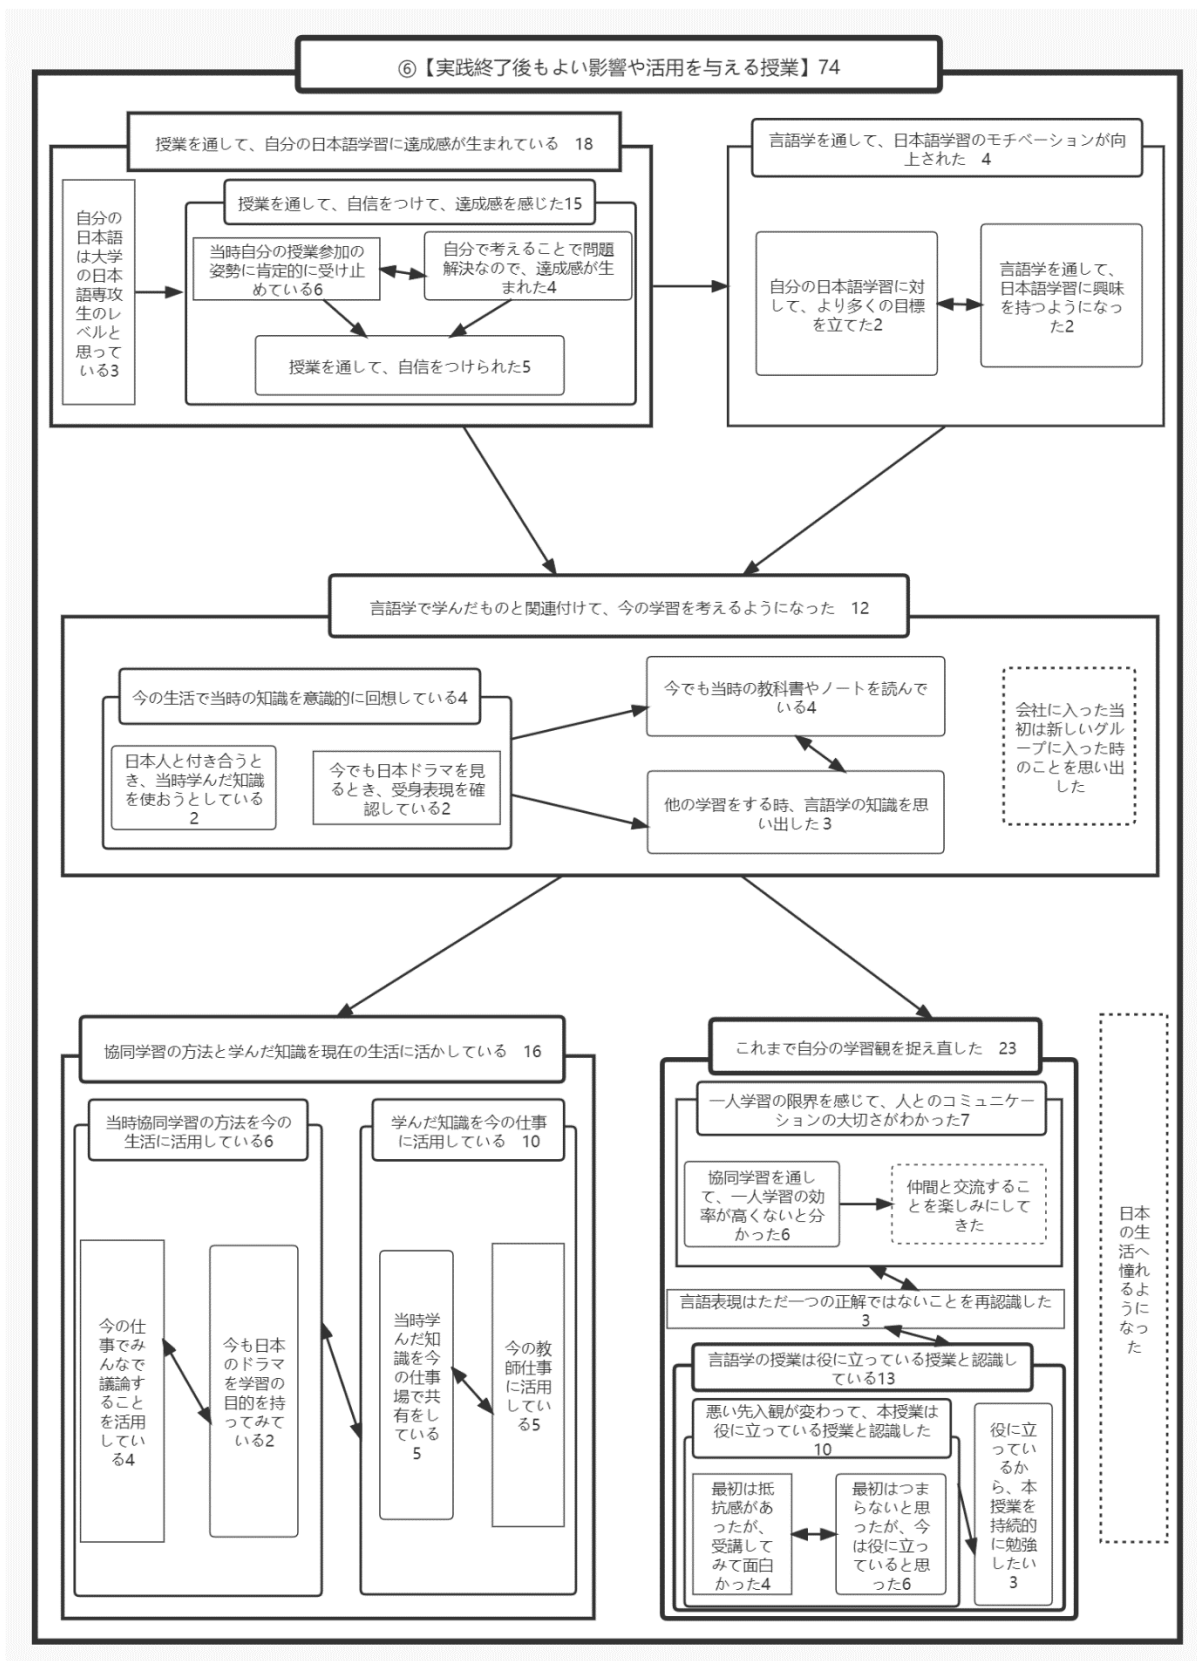 ⑥【実践終了後もよい影響や活用を与える授業】74
授業を通して、自分の日本語学習に達成感が生まれている 18
言語学を通して、日本語学習のモチベーションが向
上された 4
自分の
日本語
は大学
の日本
語専攻
生のレ
ベルと
思って
いる3
授業を通して、自信をつけて、達成感を感じた15
当時自分の授業参加の
姿勢に肯定的に受け止
めている6
自分で考えることで問題
解決なので、達成感が生
まれた4
授業を通して、自信をつけられた5
自分の日本語学習に対
して、より多くの目標
を立てた2
言語学を通して、
日本語学習に興味
を持つようになっ
た2
言語学で学んだものと関連付けて、今の学習を考えるようになった 12
今の生活で当時の知識を意識的に回想している4
日本人と付き合うと
き、当時学んだ知識
を使おうとしている
2
今でも日本ドラマを見
るとき、受身表現を確
認している2
今でも当時の教科書やノートを読んで
いる4
他の学習をする時、言語学の知識を思
い出した 3
会社に入った当
初は新しいグル
ープに入った時
のことを思い出
した
協同学習の方法と学んだ知識を現在の生活に活かしている 16
当時協同学習の方法を今の
生活に活用している6
学んだ知識を今の仕事
に活用している 10
今の仕
事でみ
んなで
議論す
ること
を活用
してい
る4
今も日本
のドラマ
を学習の
目的を持
ってみて
いる2
当時学
んだ知
識を今
の仕事
場で共
有をし
ている
5
今の教
師仕事
に活用
してい
る5
これまで自分の学習観を捉え直した 23
一人学習の限界を感じて、人とのコミュニケー
ションの大切さがわかった7
協同学習を通し
て、一人学習の効
率が高くないと分
かった6
仲間と交流するこ
とを楽しみにして
きた
言語表現はただ一つの正解ではないことを再認識した
3
言語学の授業は役に立っている授業と認識し
ている13
悪い先入観が変わって、本授業は
役に立っている授業と認識した
10
最初は抵
抗感があ
ったが、
受講して
みて面白
かった4
最初はつま
らないと思
ったが、今
は役に立っ
ていると思
った6
役に立
ってい
るか
ら、本
授業を
持続的
に勉強
したい
3
日本
の生
活へ
憧れ
るよ
うに
なっ
た